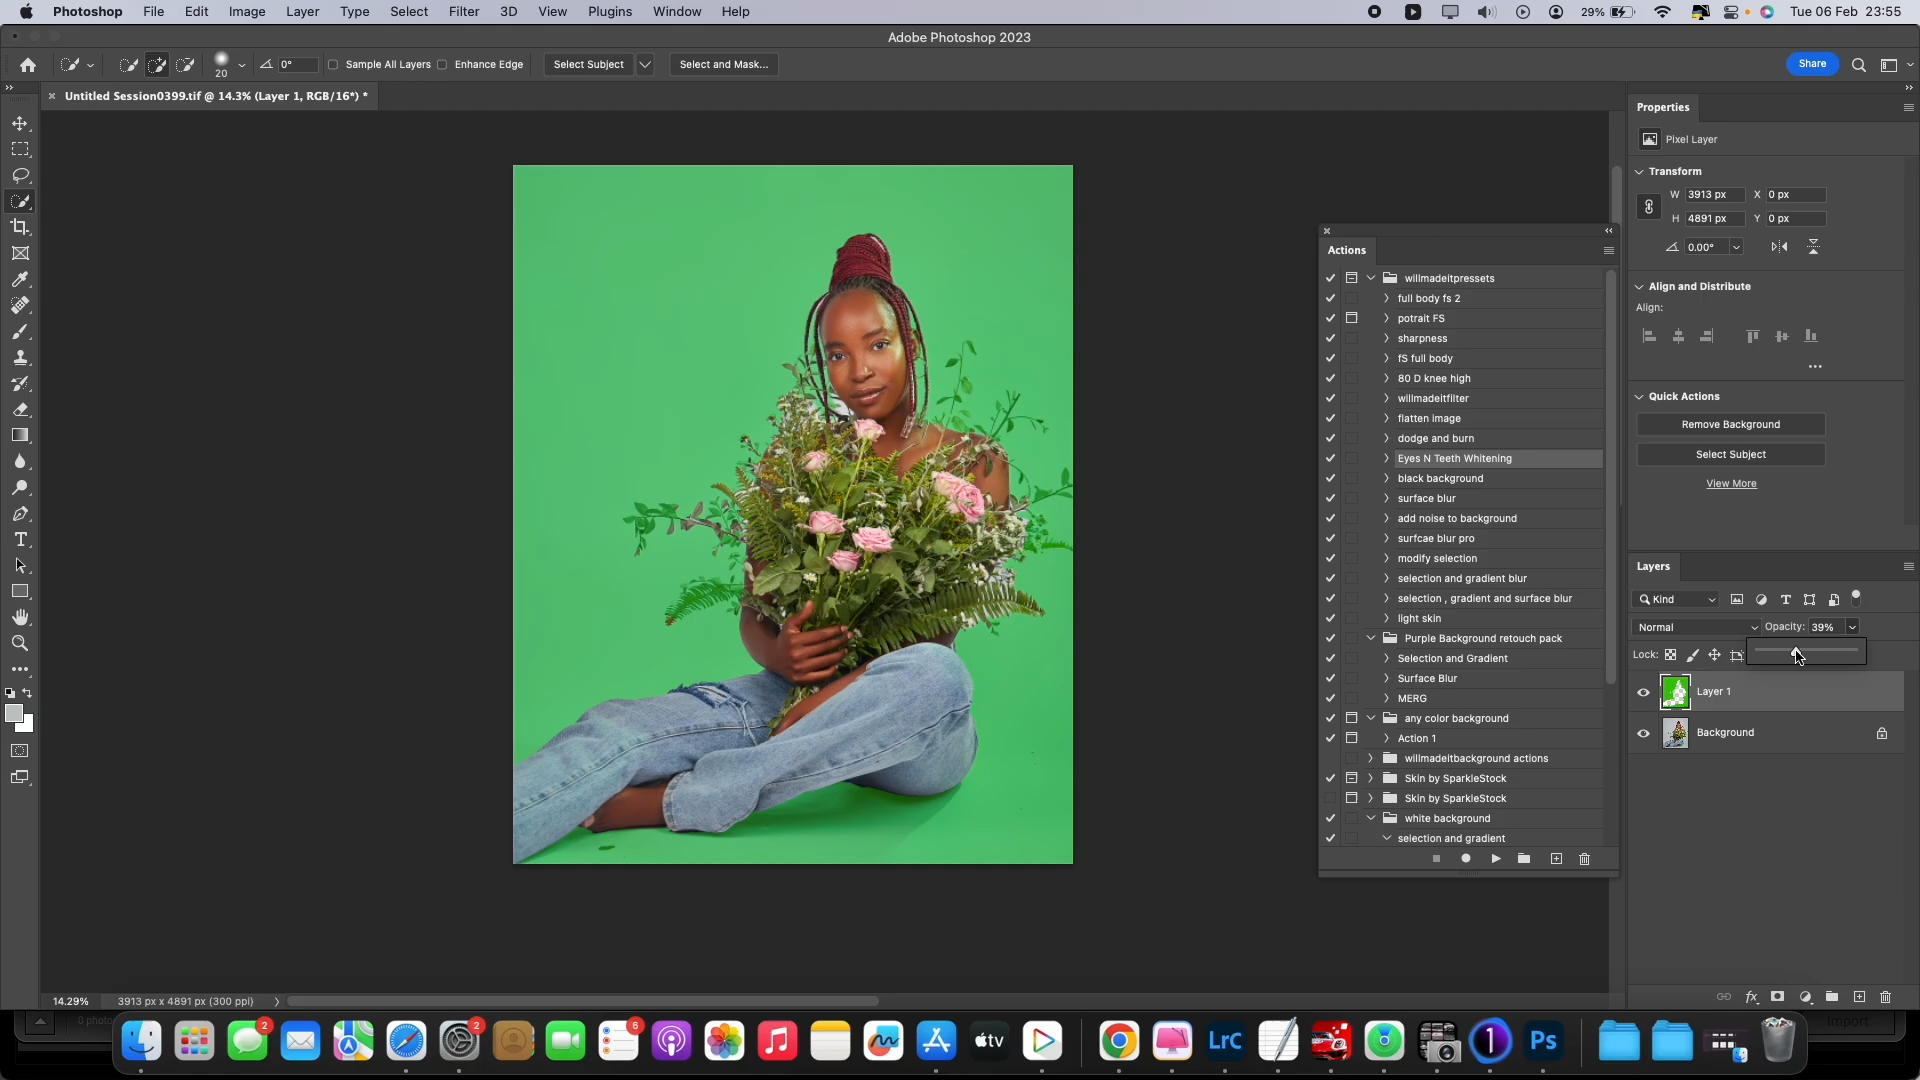 Photoshop File Edit Image Layer Type Select Filter 3D View Plugins Window Help 29% Tue 06 Feb 23:55
Adobe Photoshop 2023
20 0° Sample All Layers Enhance Edge Select Subject Select and Mask... Share
× Untitled Session0399.tif @ 14.3% (Layer 1, RGB/16*) *
Properties
Pixel Layer
Transform
W 3913 px X 0 px
H 4891 px Y 0 px
0.00°
Align and Distribute
Align:
Quick Actions
Remove Background
Select Subject
View More
Actions
willmadeitpressets
full body fs 2
potrait FS
sharpness
fS full body
80 D knee high
willmadeitfilter
flatten image
dodge and burn
Eyes N Teeth Whitening
black background
surface blur
add noise to background
surfcae blur pro
modify selection
selection and gradient blur
selection , gradient and surface blur
light skin
Purple Background retouch pack
Selection and Gradient
Surface Blur
MERG
any color background
Action 1
willmadeitbackground actions
Skin by SparkleStock
Skin by SparkleStock
white background
selection and gradient
Layers
Kind
Normal Opacity: 39%
Lock:
Layer 1
Background
14.29% 3913 px x 4891 px (300 ppi)
Import
2 2 6 tv LrC 1 Ps